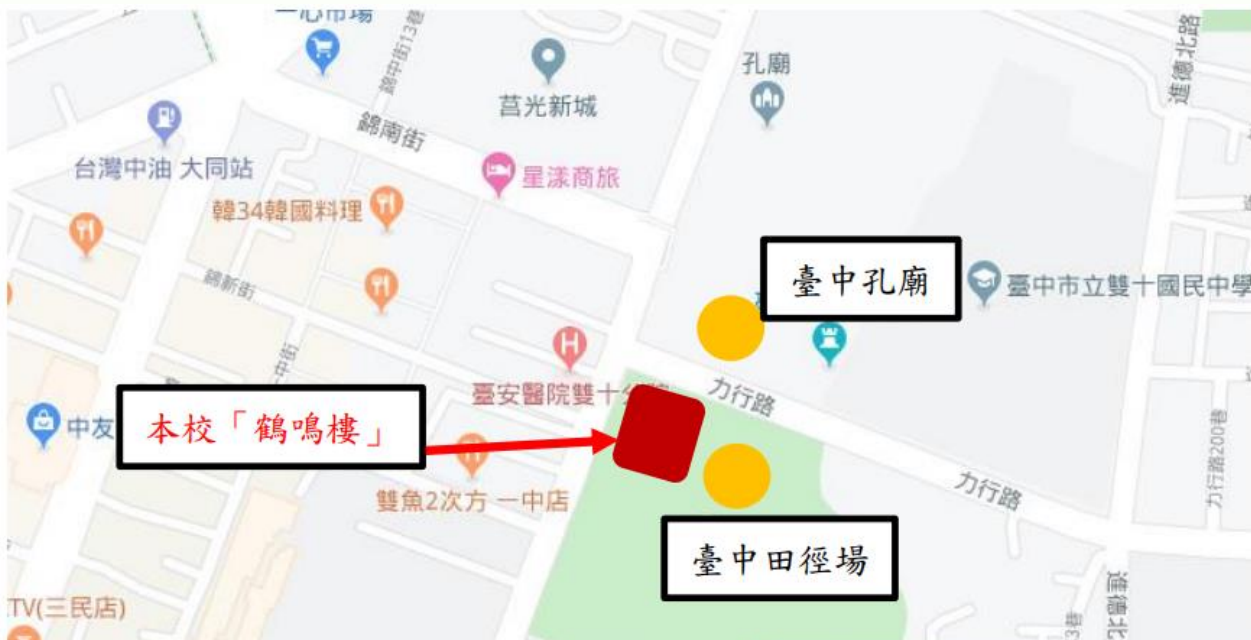 一心市場
錦中街13巷
進德北路
孔廟
莒光新城
錦南街
台灣中油 大同站
星漾商旅
韓34韓國料理
臺中孔廟
臺中市立雙十國民中學
錦新街
一中街
臺安醫院雙十分院
力行路
本校「鶴鳴樓」
中友
雙魚2次方 一中店
力行路200巷
力行路
臺中田徑場
進德北
TV(三民店)